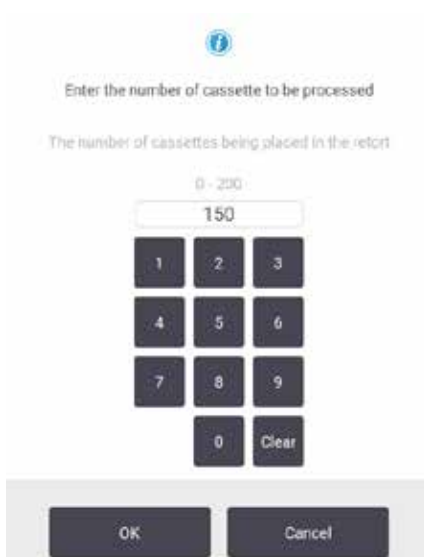 Enter the number of cassette to be processed
The number of cassettes being placed in the retort
0 - 200
150
1 2 3
4 5 6
7 8 9
0 Clear
OK Cancel